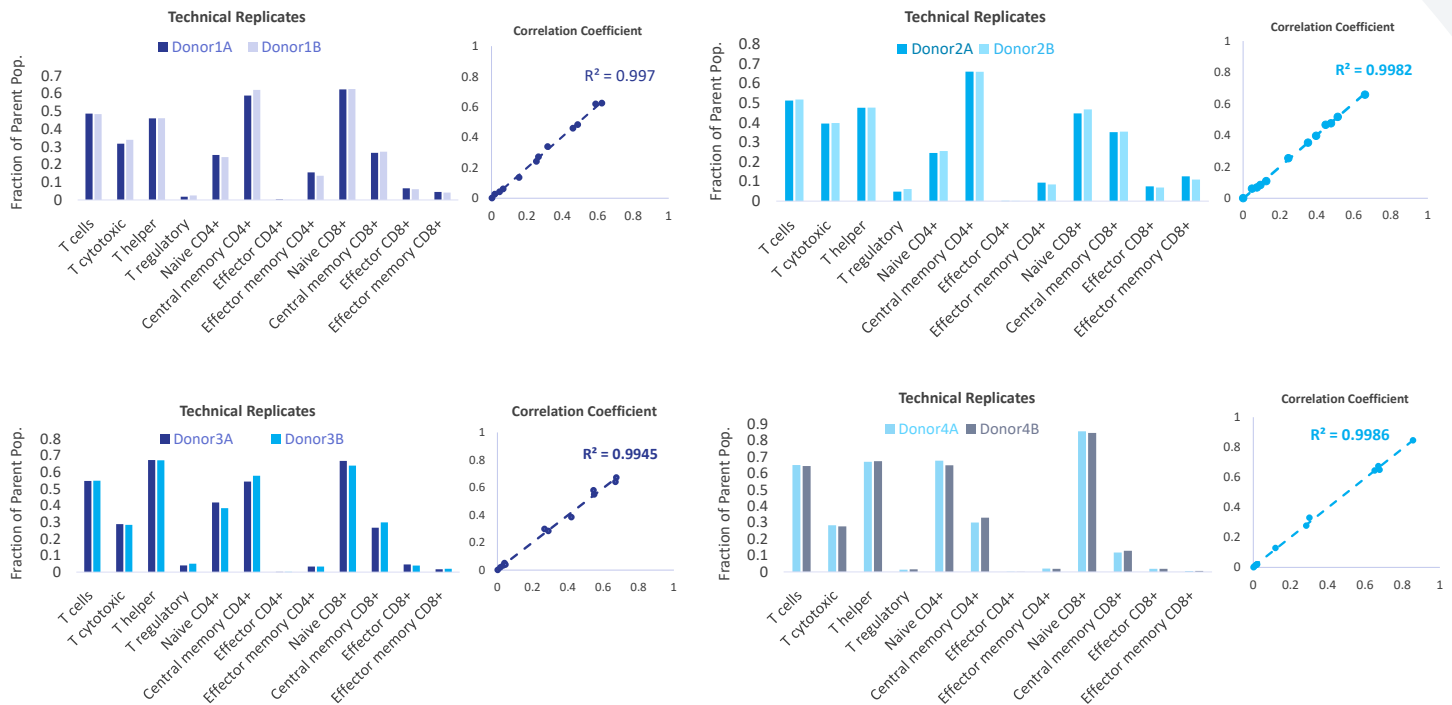 Technical Replicates
Donor1A Donor1B
Fraction of Parent Pop.
0.7
0.6
0.5
0.4
0.3
0.2
0.1
0
T cells
T cytotoxic
T helper
T regulatory
Naive CD4+
Central memory CD4+
Effector CD4+
Effector memory CD4+
Naive CD8+
Central memory CD8+
Effector CD8+
Effector memory CD8+
Correlation Coefficient
R² = 0.997
1
0.8
0.6
0.4
0.2
0
0 0.2 0.4 0.6 0.8 1
Technical Replicates
Donor2A Donor2B
Fraction of Parent Pop.
0.8
0.7
0.6
0.5
0.4
0.3
0.2
0.1
0
T cells
T cytotoxic
T helper
T regulatory
Naive CD4+
Central memory CD4+
Effector CD4+
Effector memory CD4+
Naive CD8+
Central memory CD8+
Effector CD8+
Effector memory CD8+
Correlation Coefficient
R² = 0.9982
1
0.8
0.6
0.4
0.2
0
0 0.2 0.4 0.6 0.8 1
Technical Replicates
Donor3A Donor3B
Fraction of Parent Pop.
0.8
0.7
0.6
0.5
0.4
0.3
0.2
0.1
0
T cells
T cytotoxic
T helper
T regulatory
Naive CD4+
Central memory CD4+
Effector CD4+
Effector memory CD4+
Naive CD8+
Central memory CD8+
Effector CD8+
Effector memory CD8+
Correlation Coefficient
R² = 0.9945
1
0.8
0.6
0.4
0.2
0
0 0.2 0.4 0.6 0.8 1
Technical Replicates
Donor4A Donor4B
Fraction of Parent Pop.
0.9
0.8
0.7
0.6
0.5
0.4
0.3
0.2
0.1
0
T cells
T cytotoxic
T helper
T regulatory
Naive CD4+
Central memory CD4+
Effector CD4+
Effector memory CD4+
Naive CD8+
Central memory CD8+
Effector CD8+
Effector memory CD8+
Correlation Coefficient
R² = 0.9986
1
0.8
0.6
0.4
0.2
0
0 0.2 0.4 0.6 0.8 1